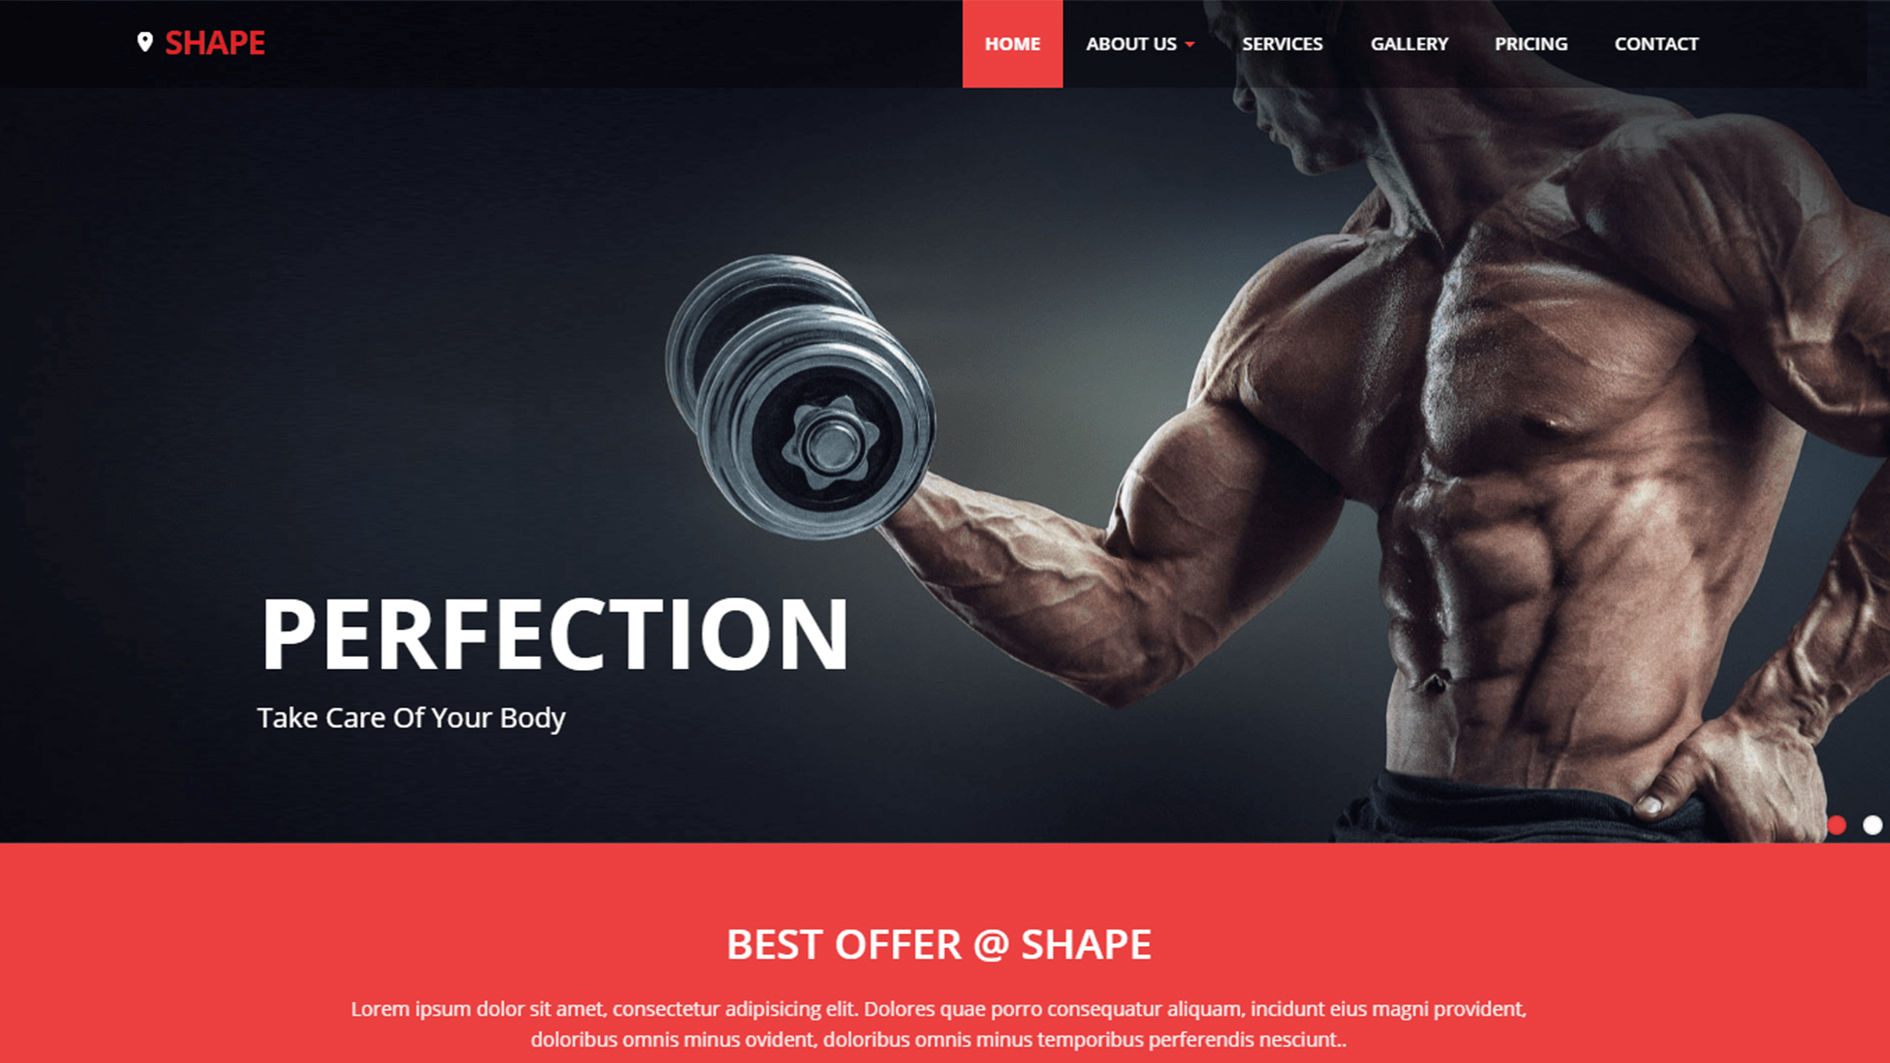 SHAPE
HOME ABOUT US SERVICES GALLERY PRICING CONTACT
PERFECTION
Take Care Of Your Body
BEST OFFER @ SHAPE
Lorem ipsum dolor sit amet, consectetur adipisicing elit. Dolores quae porro consequatur aliquam, incidunt eius magni provident,
doloribus omnis minus ovident, doloribus omnis minus temporibus perferendis nesciunt..